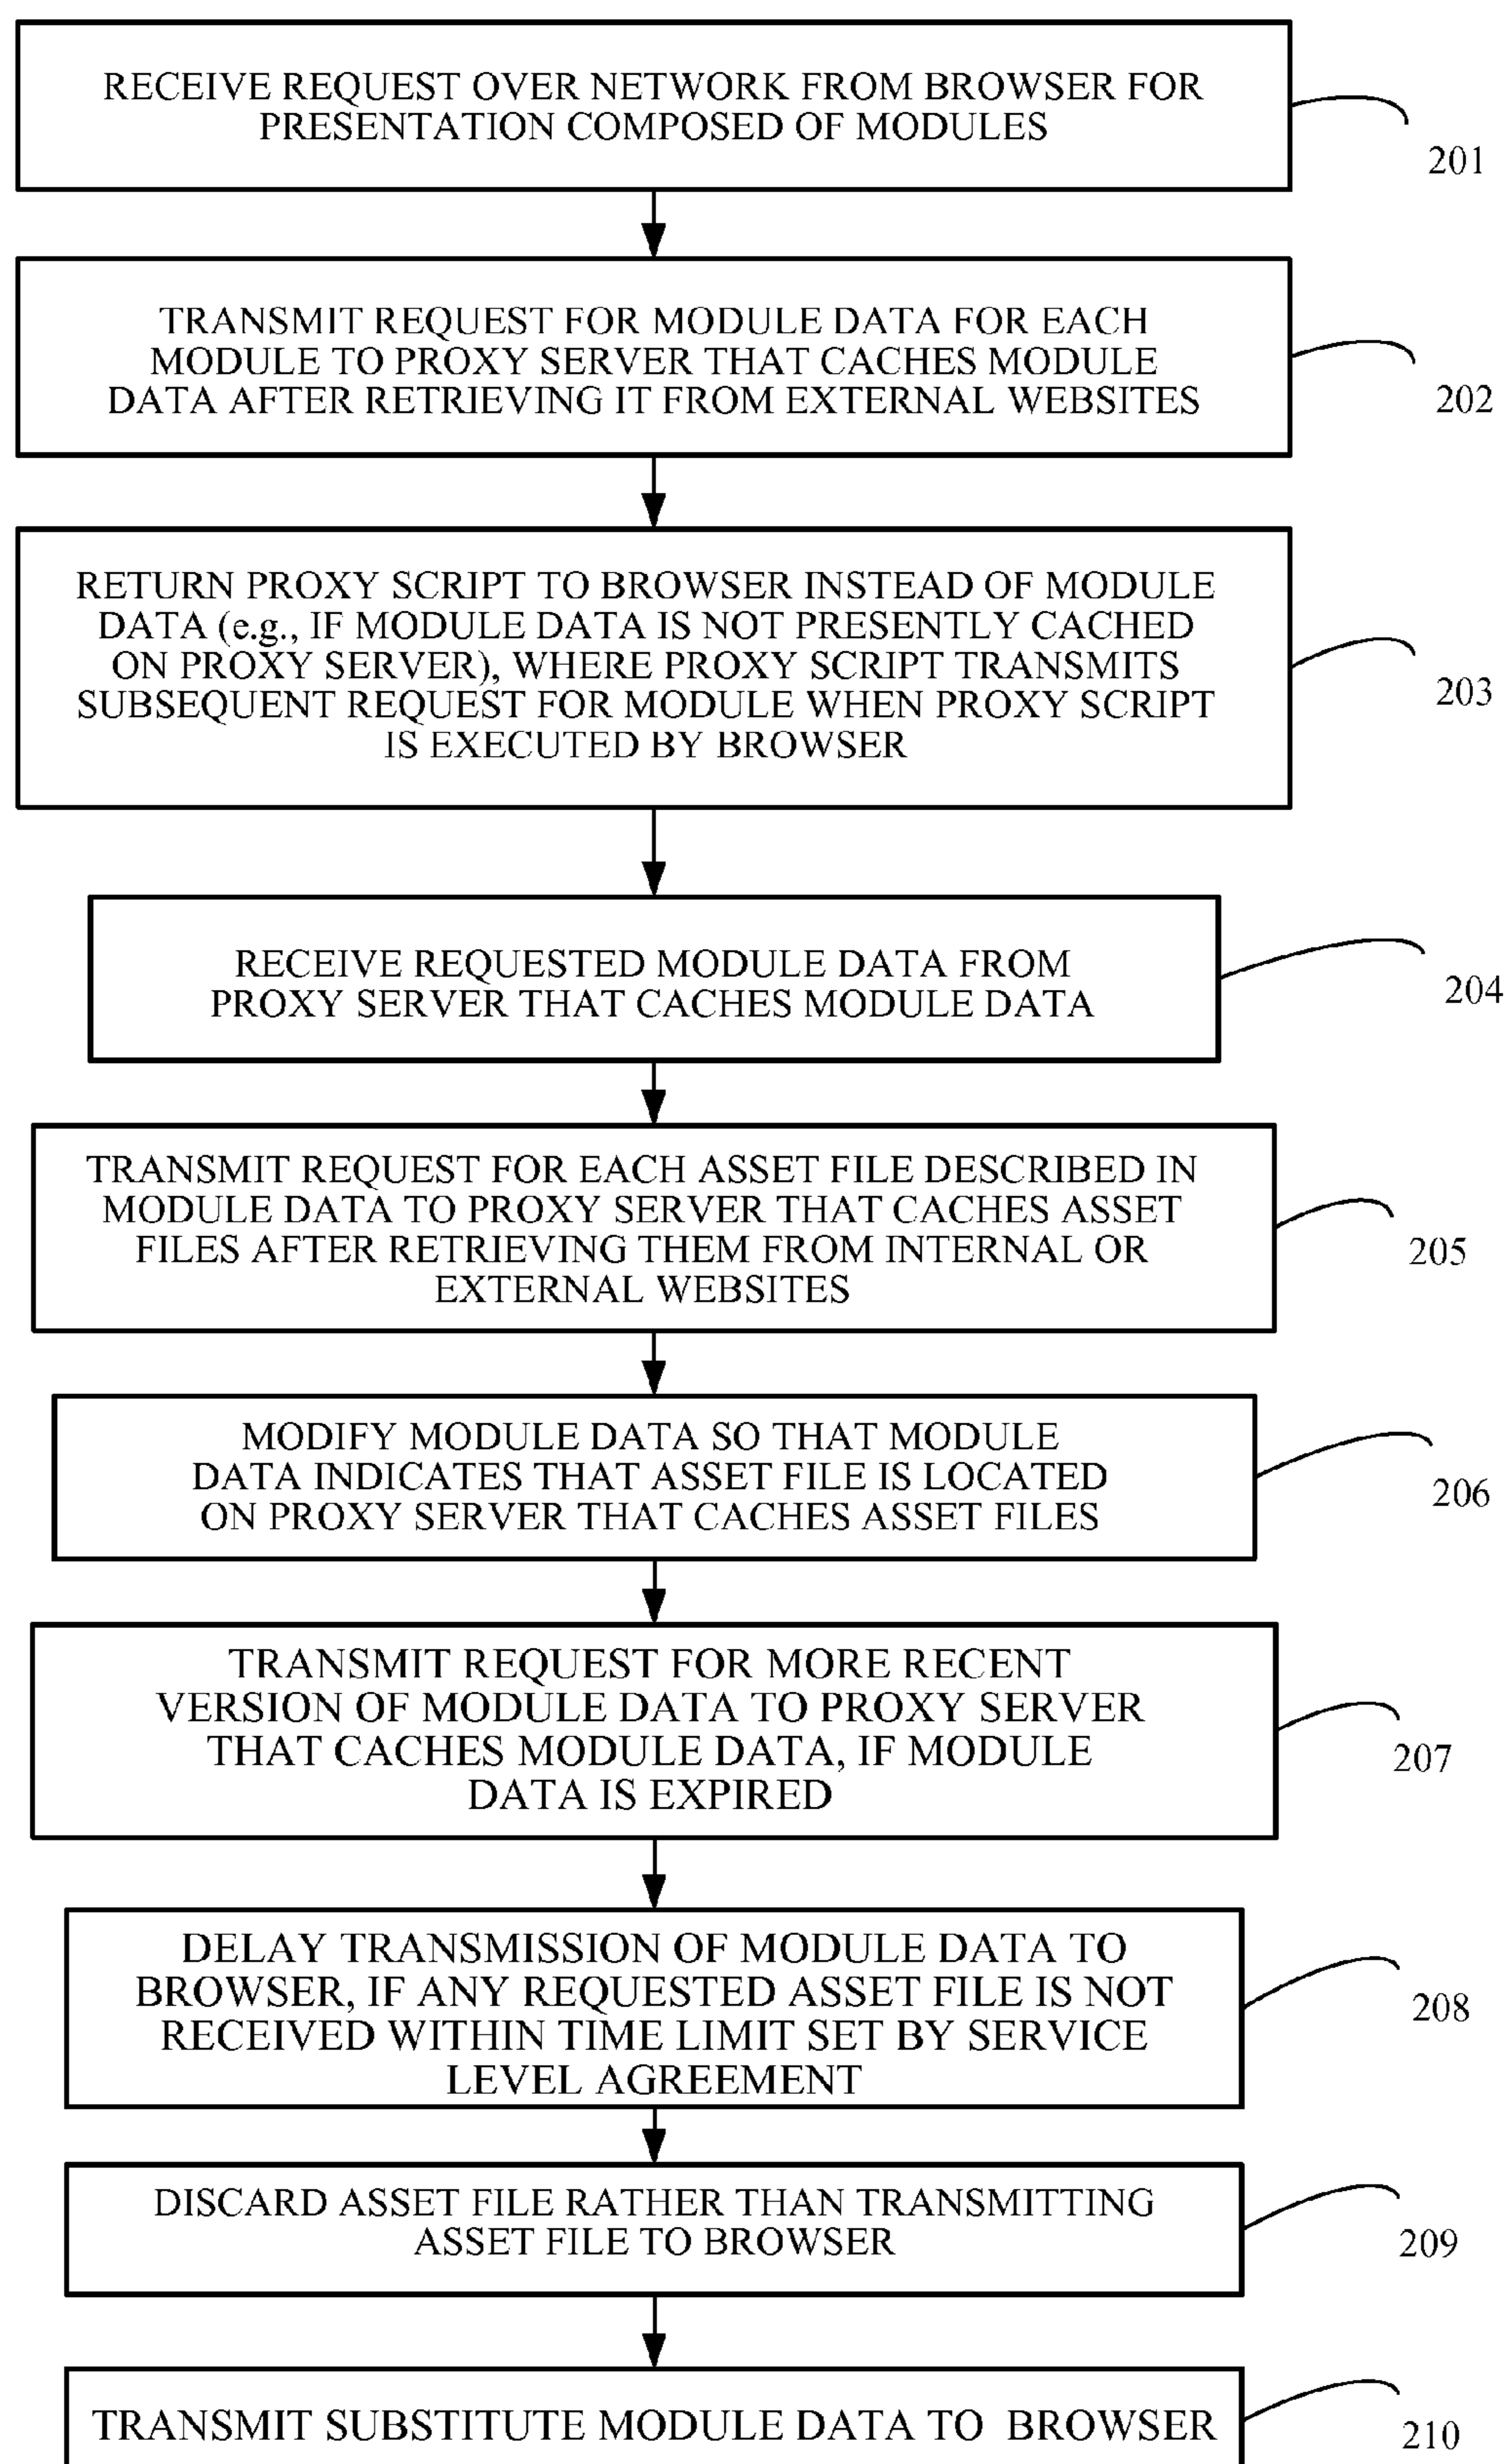 RECEIVE REQUEST OVER NETWORK FROM BROWSER FOR
PRESENTATION COMPOSED OF MODULES
201
TRANSMIT REQUEST FOR MODULE DATA FOR EACH
MODULE TO PROXY SERVER THAT CACHES MODULE
DATA AFTER RETRIEVING IT FROM EXTERNAL WEBSITES
202
RETURN PROXY SCRIPT TO BROWSER INSTEAD OF MODULE
DATA (e.g., IF MODULE DATA IS NOT PRESENTLY CACHED
ON PROXY SERVER), WHERE PROXY SCRIPT TRANSMITS
SUBSEQUENT REQUEST FOR MODULE WHEN PROXY SCRIPT
IS EXECUTED BY BROWSER
203
RECEIVE REQUESTED MODULE DATA FROM
PROXY SERVER THAT CACHES MODULE DATA
204
TRANSMIT REQUEST FOR EACH ASSET FILE DESCRIBED IN
MODULE DATA TO PROXY SERVER THAT CACHES ASSET
FILES AFTER RETRIEVING THEM FROM INTERNAL OR
EXTERNAL WEBSITES
205
MODIFY MODULE DATA SO THAT MODULE
DATA INDICATES THAT ASSET FILE IS LOCATED
ON PROXY SERVER THAT CACHES ASSET FILES
206
TRANSMIT REQUEST FOR MORE RECENT
VERSION OF MODULE DATA TO PROXY SERVER
THAT CACHES MODULE DATA, IF MODULE
DATA IS EXPIRED
207
DELAY TRANSMISSION OF MODULE DATA TO
BROWSER, IF ANY REQUESTED ASSET FILE IS NOT
RECEIVED WITHIN TIME LIMIT SET BY SERVICE
LEVEL AGREEMENT
208
DISCARD ASSET FILE RATHER THAN TRANSMITTING
ASSET FILE TO BROWSER
209
TRANSMIT SUBSTITUTE MODULE DATA TO BROWSER
210